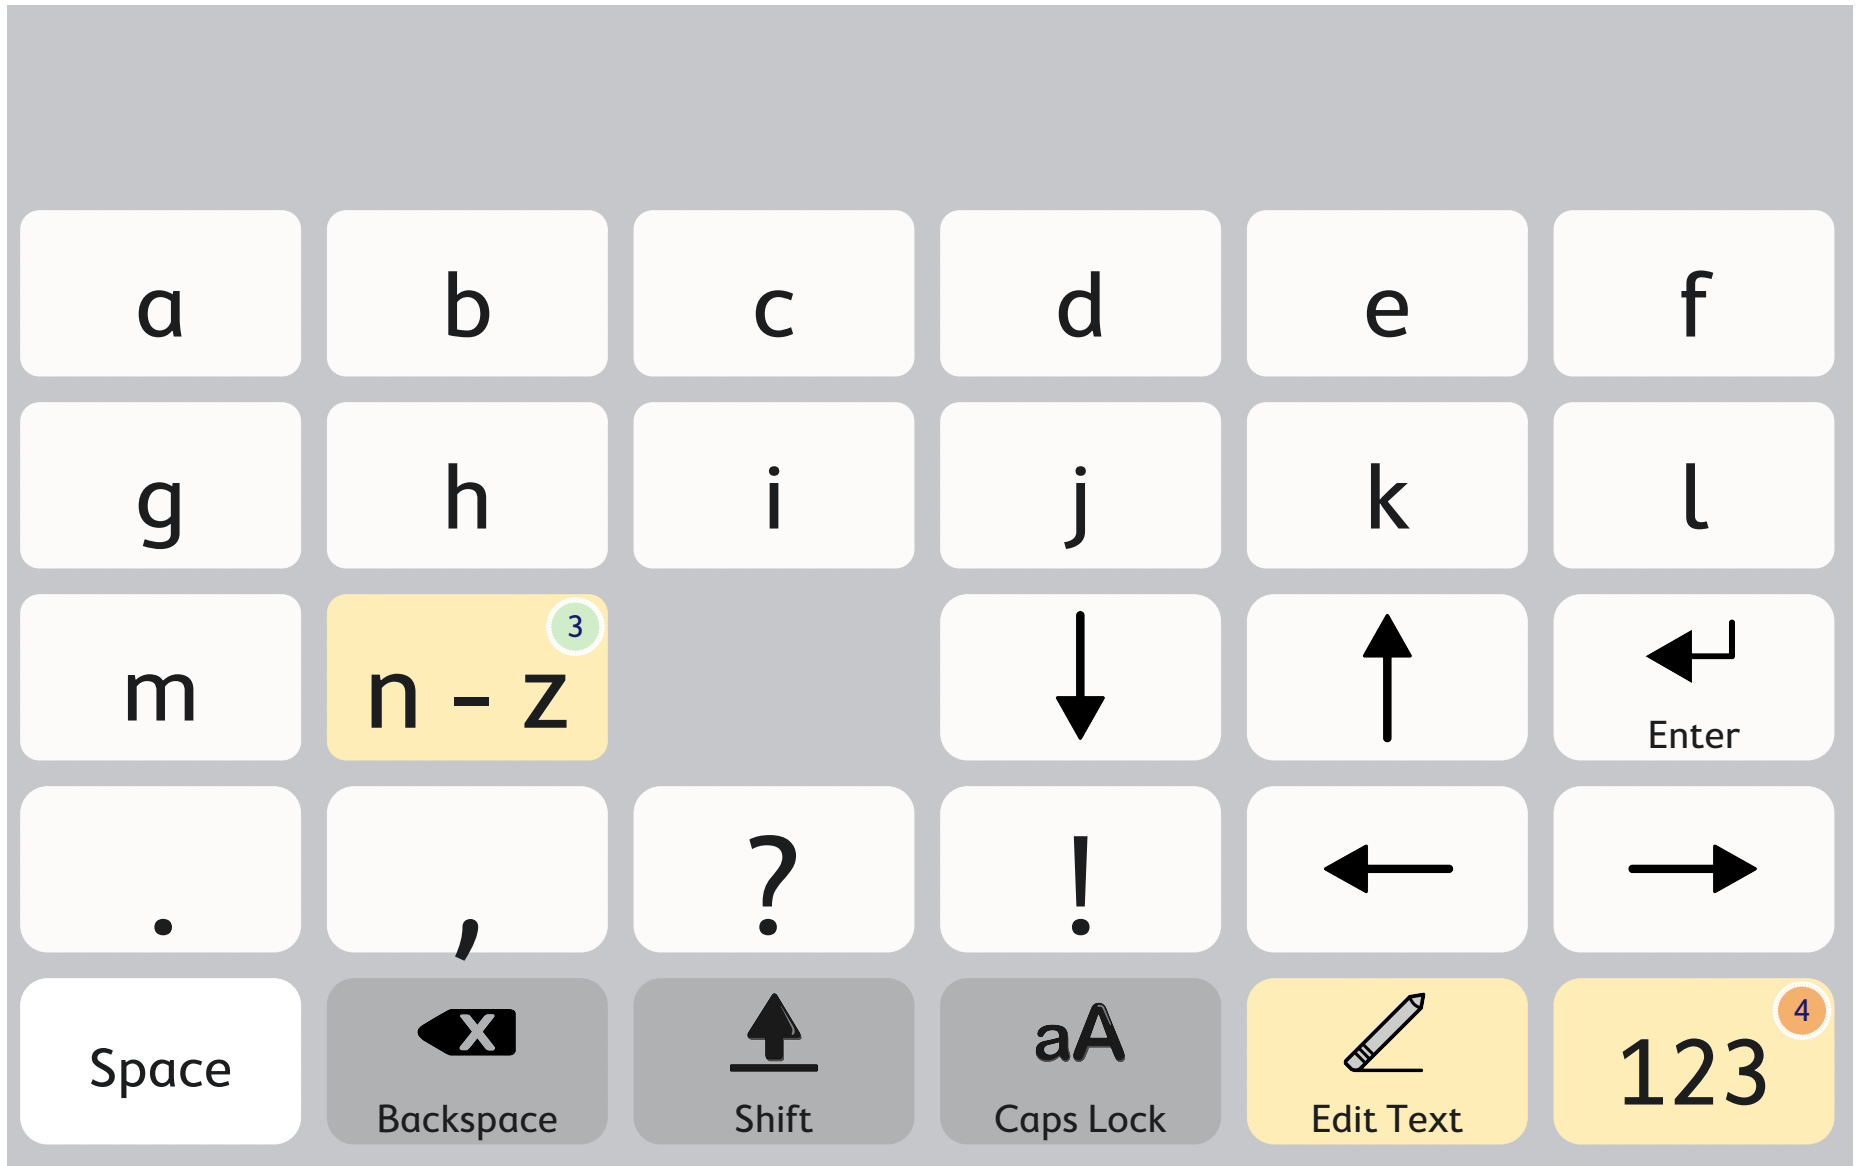 a b c d e f
g h i j k l
3
m n - z
Enter
. , ? !
4
Space aA 123
Backspace Shift Caps Lock Edit Text